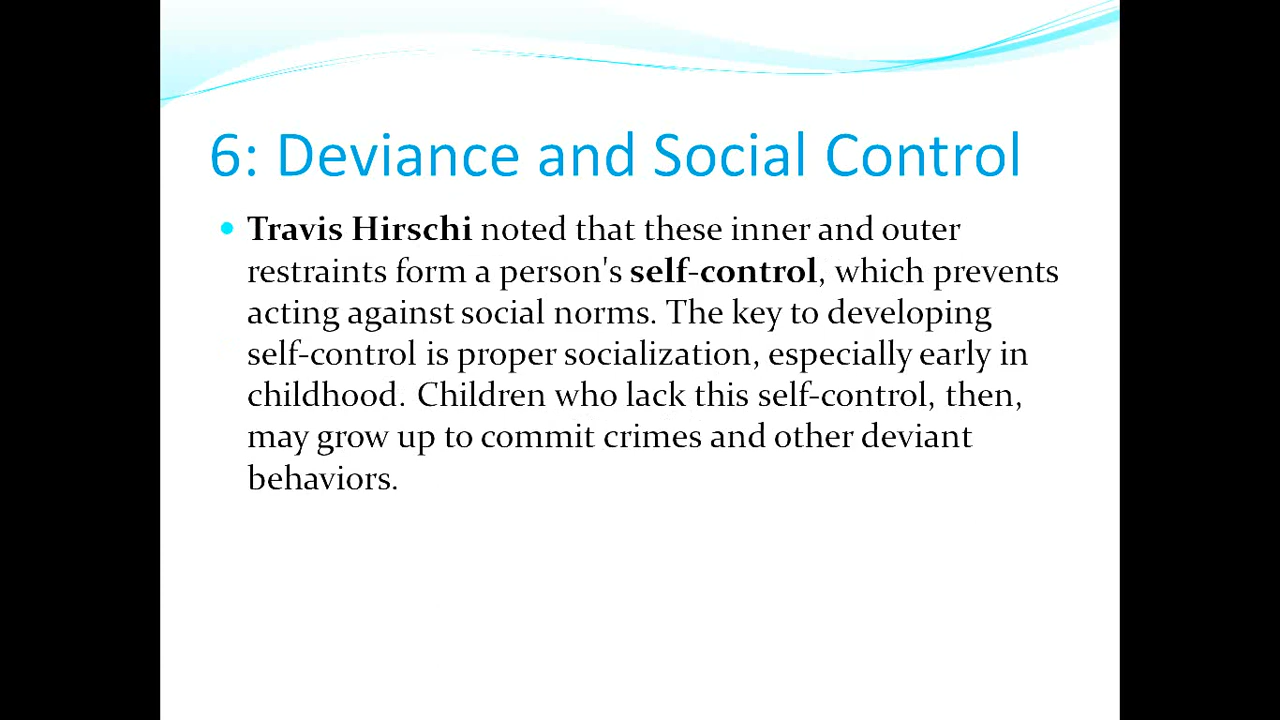 6: Deviance and Social Control
Travis Hirschi noted that these inner and outer
restraints form a person's self-control, which prevents
acting against social norms. The key to developing
self-control is proper socialization, especially early in
childhood. Children who lack this self-control, then,
may grow up to commit crimes and other deviant
behaviors.